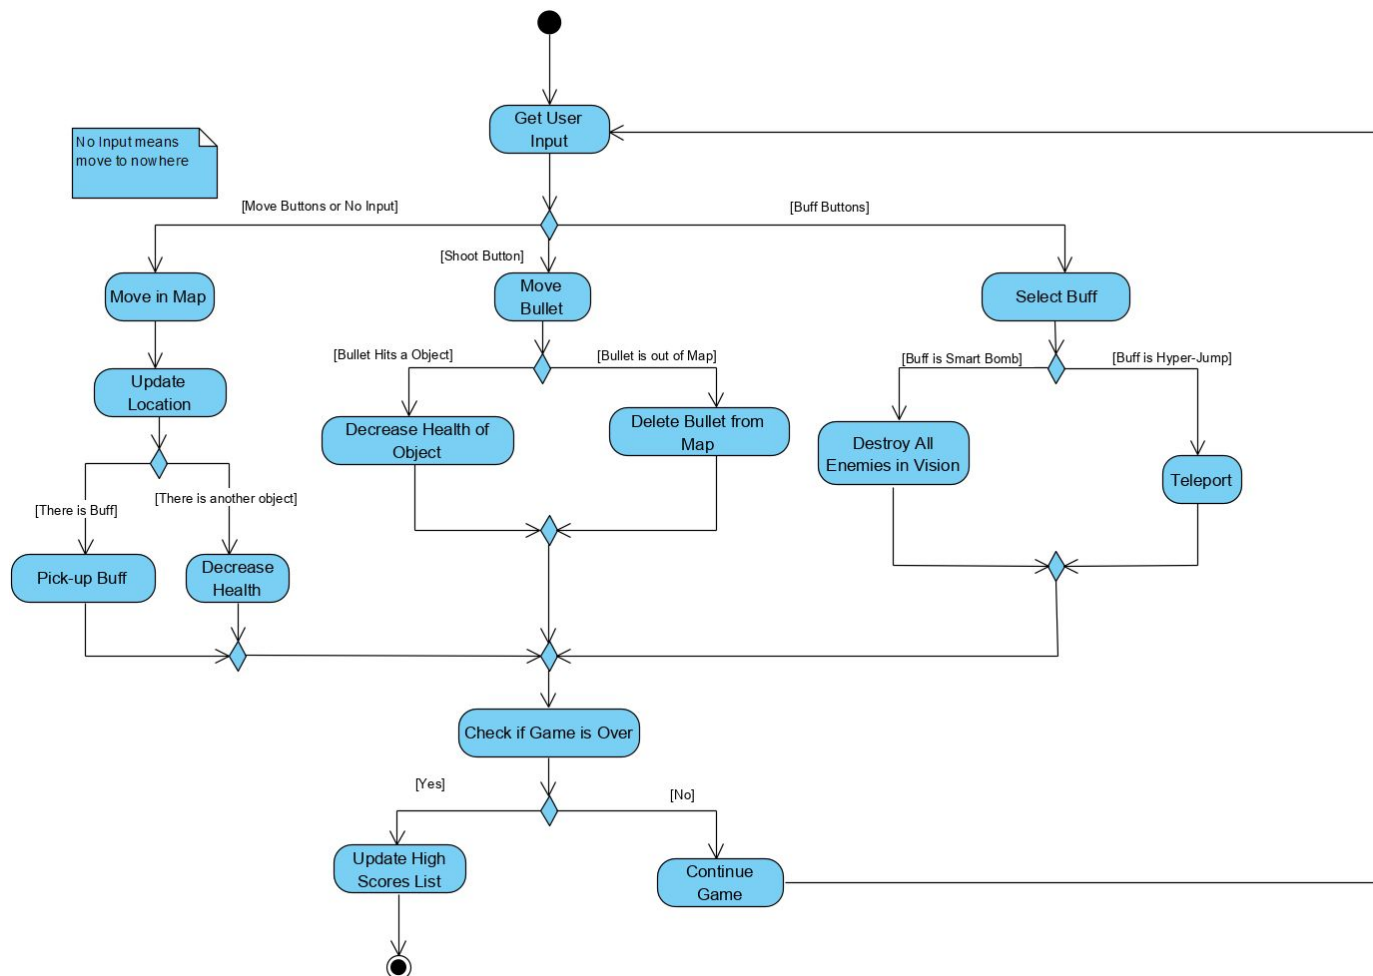 Get User
Input
No Input means
move to nowhere
[Move Buttons or No Input]
[Buff Buttons]
[Shoot Button]
Move in Map
Move
Bullet
Select Buff
[Bullet Hits a Object]
[Bullet is out of Map]
[Buff is Smart Bomb]
[Buff is Hyper-Jump]
Update
Location
Decrease Health of
Object
Delete Bullet from
Map
Destroy All
Enemies in Vision
Teleport
[There is Buff]
[There is another object]
Pick-up Buff
Decrease
Health
Check if Game is Over
[Yes]
[No]
Update High
Scores List
Continue
Game